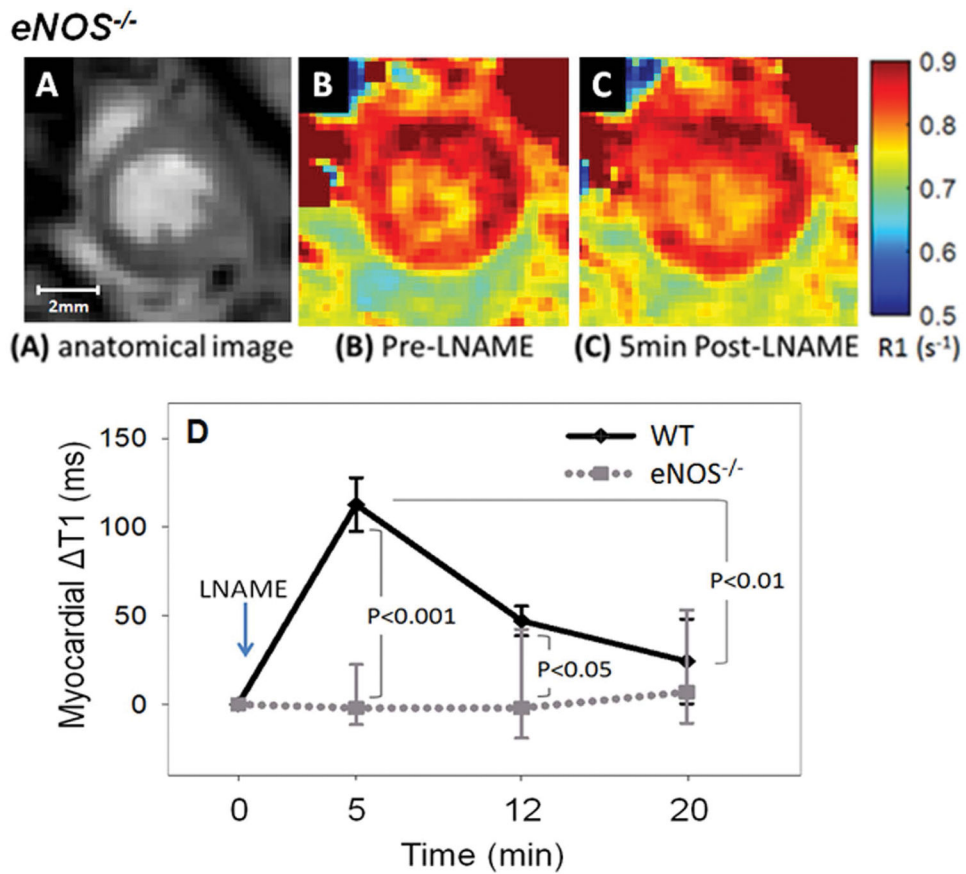 eNOS-/-
A
B
C
2mm
0.9
0.8
0.7
0.6
0.5
(A) anatomical image
(B) Pre-LNAME
(C) 5min Post-LNAME
R1 (s-1)
D
WT
eNOS-/-
150
100
50
0
Myocardial ΔT1 (ms)
LNAME
P<0.001
P<0.05
P<0.01
0
5
12
20
Time (min)